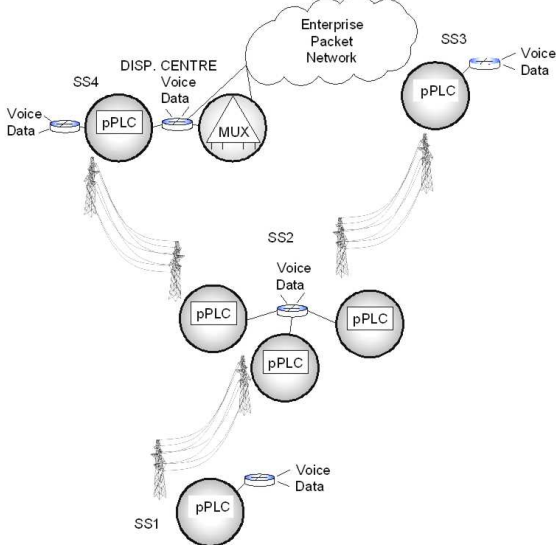 Enterprise
Packet
Network
SS3
Voice
Data
pPLC
DISP. CENTRE
Voice
Data
SS4
Voice
Data
pPLC
MUX
SS2
Voice
Data
pPLC
pPLC
pPLC
Voice
Data
pPLC
SS1